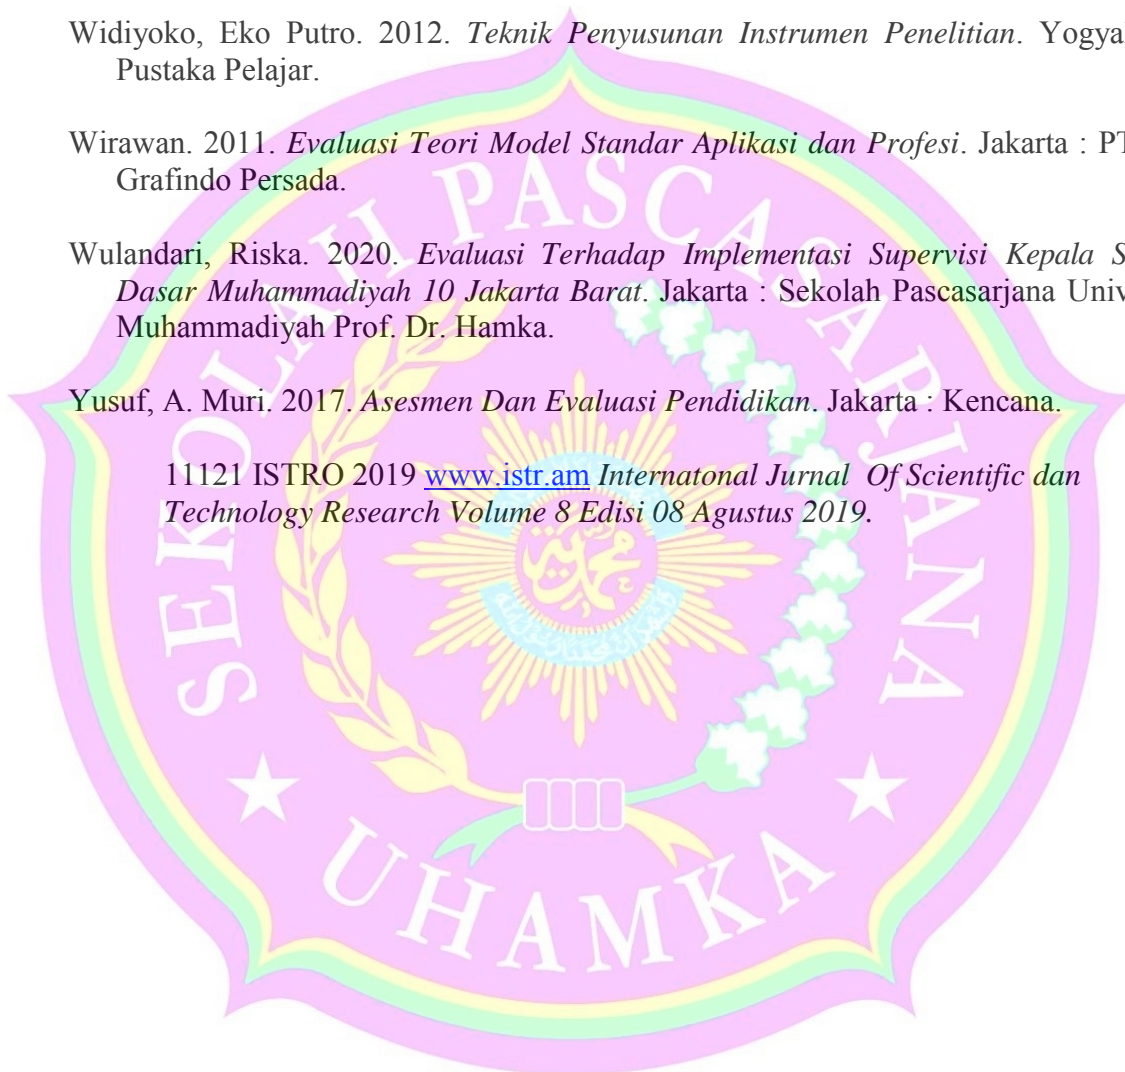 Widiyoko, Eko Putro. 2012. Teknik Penyusunan Instrumen Penelitian. Yogya
Pustaka Pelajar.
Wirawan. 2011. Evaluasi Teori Model Standar Aplikasi dan Profesi. Jakarta : PT
Grafindo Persada.
Wulandari, Riska. 2020. Evaluasi Terhadap Implementasi Supervisi Kepala S
Dasar Muhammadiyah 10 Jakarta Barat. Jakarta : Sekolah Pascasarjana Univ
Muhammadiyah Prof. Dr. Hamka.
Yusuf, A. Muri. 2017. Asesmen Dan Evaluasi Pendidikan. Jakarta : Kencana.
11121 ISTRO 2019 www.istr.am Internatonal Jurnal Of Scientific dan
Technology Research Volume 8 Edisi 08 Agustus 2019.
SEKOLAH PASCASARJANA
UHAMKA